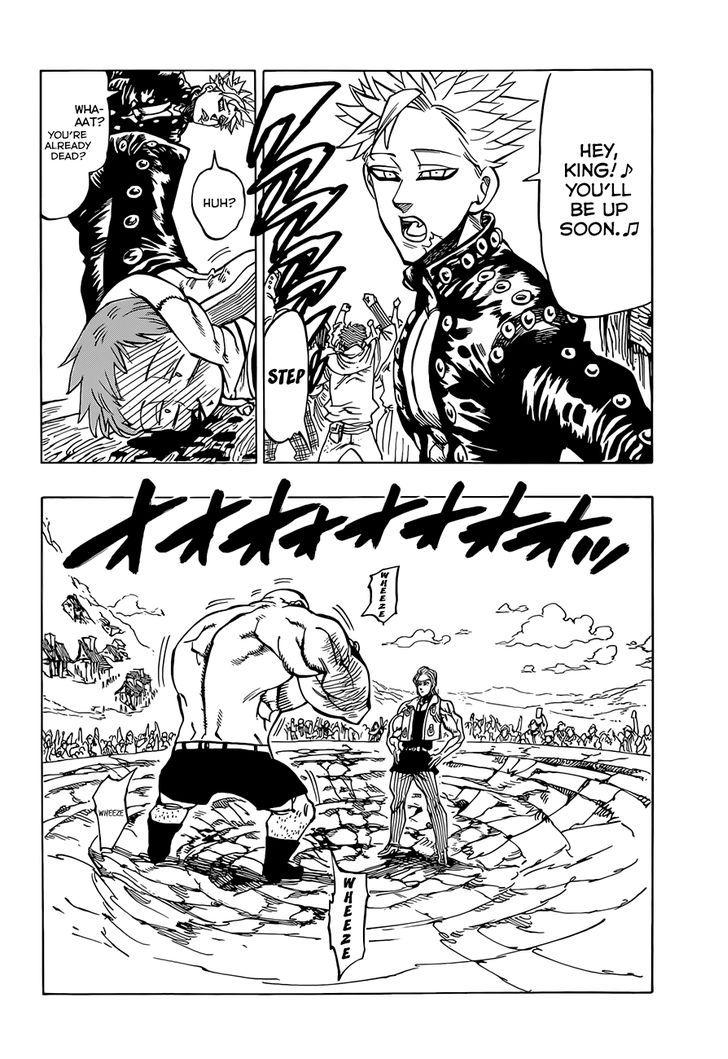 HEY,
KING!♪
YOU'LL
BE UP
SOON.♫
STEP
HUH?
WHA-
AAT?
YOU'RE
ALREADY
DEAD?
オオオオオオオオオッ
WHEEZE
WHEEZE
WHEEZE